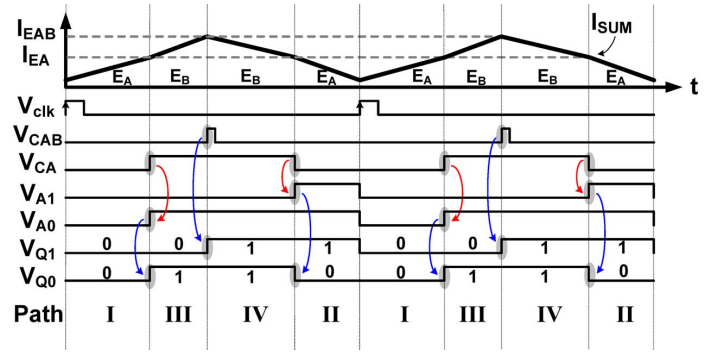 I_EAB
I_SUM
I_EA
E_A E_B E_B E_A E_A E_B E_B E_A
t
V_clk
V_CAB
V_CA
V_A1
V_A0
V_Q1 0 0 1 1 0 0 1 1
V_Q0 0 1 1 0 0 1 1 0
Path I III IV II I III IV II